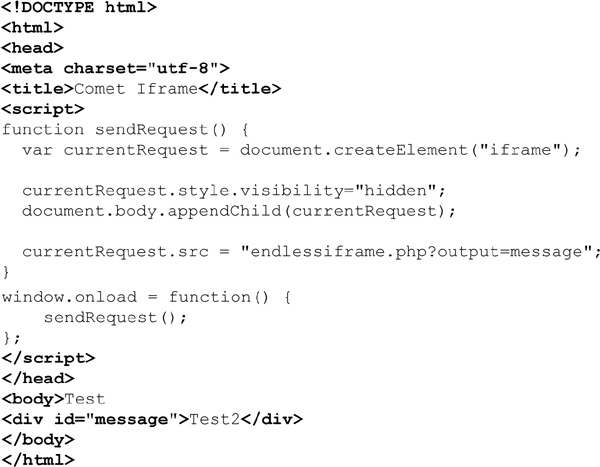 <!DOCTYPE html>
<html>
<head>
<meta charset="utf-8">
<title>Comet Iframe</title>
<script>
function sendRequest() {
  var currentRequest = document.createElement("iframe");

  currentRequest.style.visibility="hidden";
  document.body.appendChild(currentRequest);

  currentRequest.src = "endlessiframe.php?output=message";
}
window.onload = function() {
    sendRequest();
};
</script>
</head>
<body>Test
<div id="message">Test2</div>
</body>
</html>